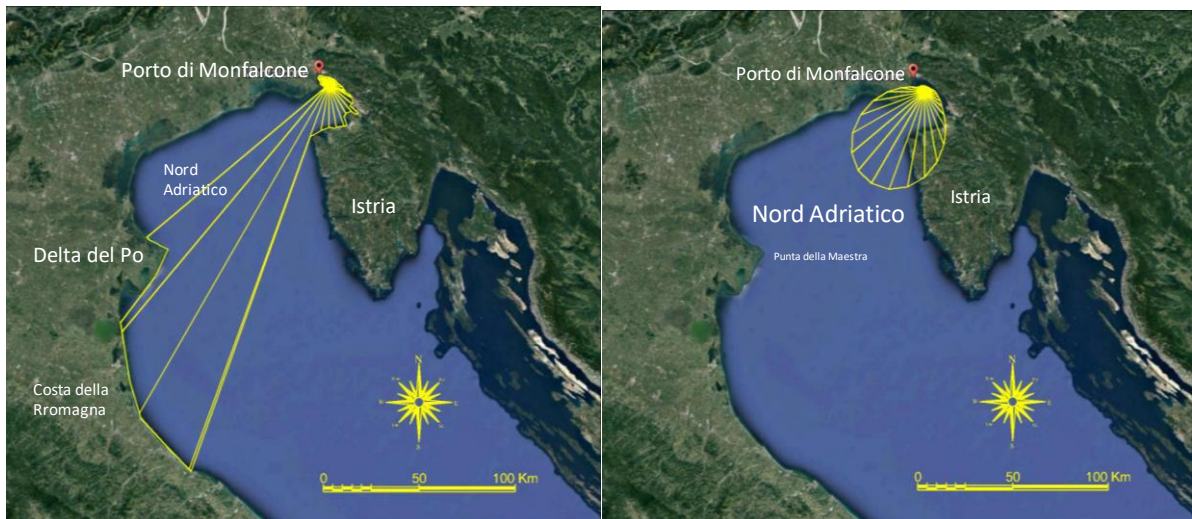 Porto di Monfalcone
Nord
Adriatico
Istria
Delta del Po
Costa della
Rromagna
N
0 50 100 Km
Porto di Monfalcone
Istria
Nord Adriatico
Punta della Maestra
N
0 50 100 Km